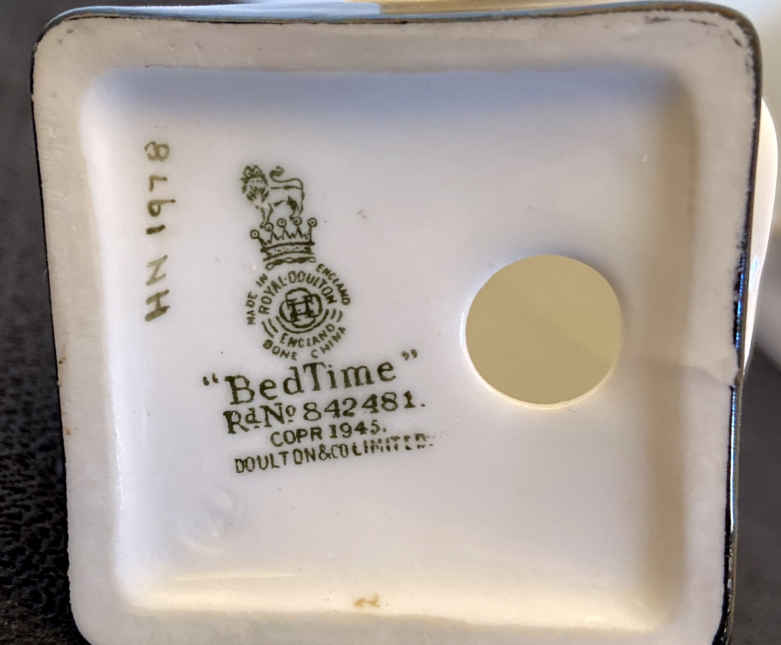 HN 1978
MADE IN ENGLAND
ROYAL·DOULTON
ENGLAND
BONE CHINA
"BedTime"
RdNo 842481.
COPR 1945.
DOULTON&CO LIMITED.